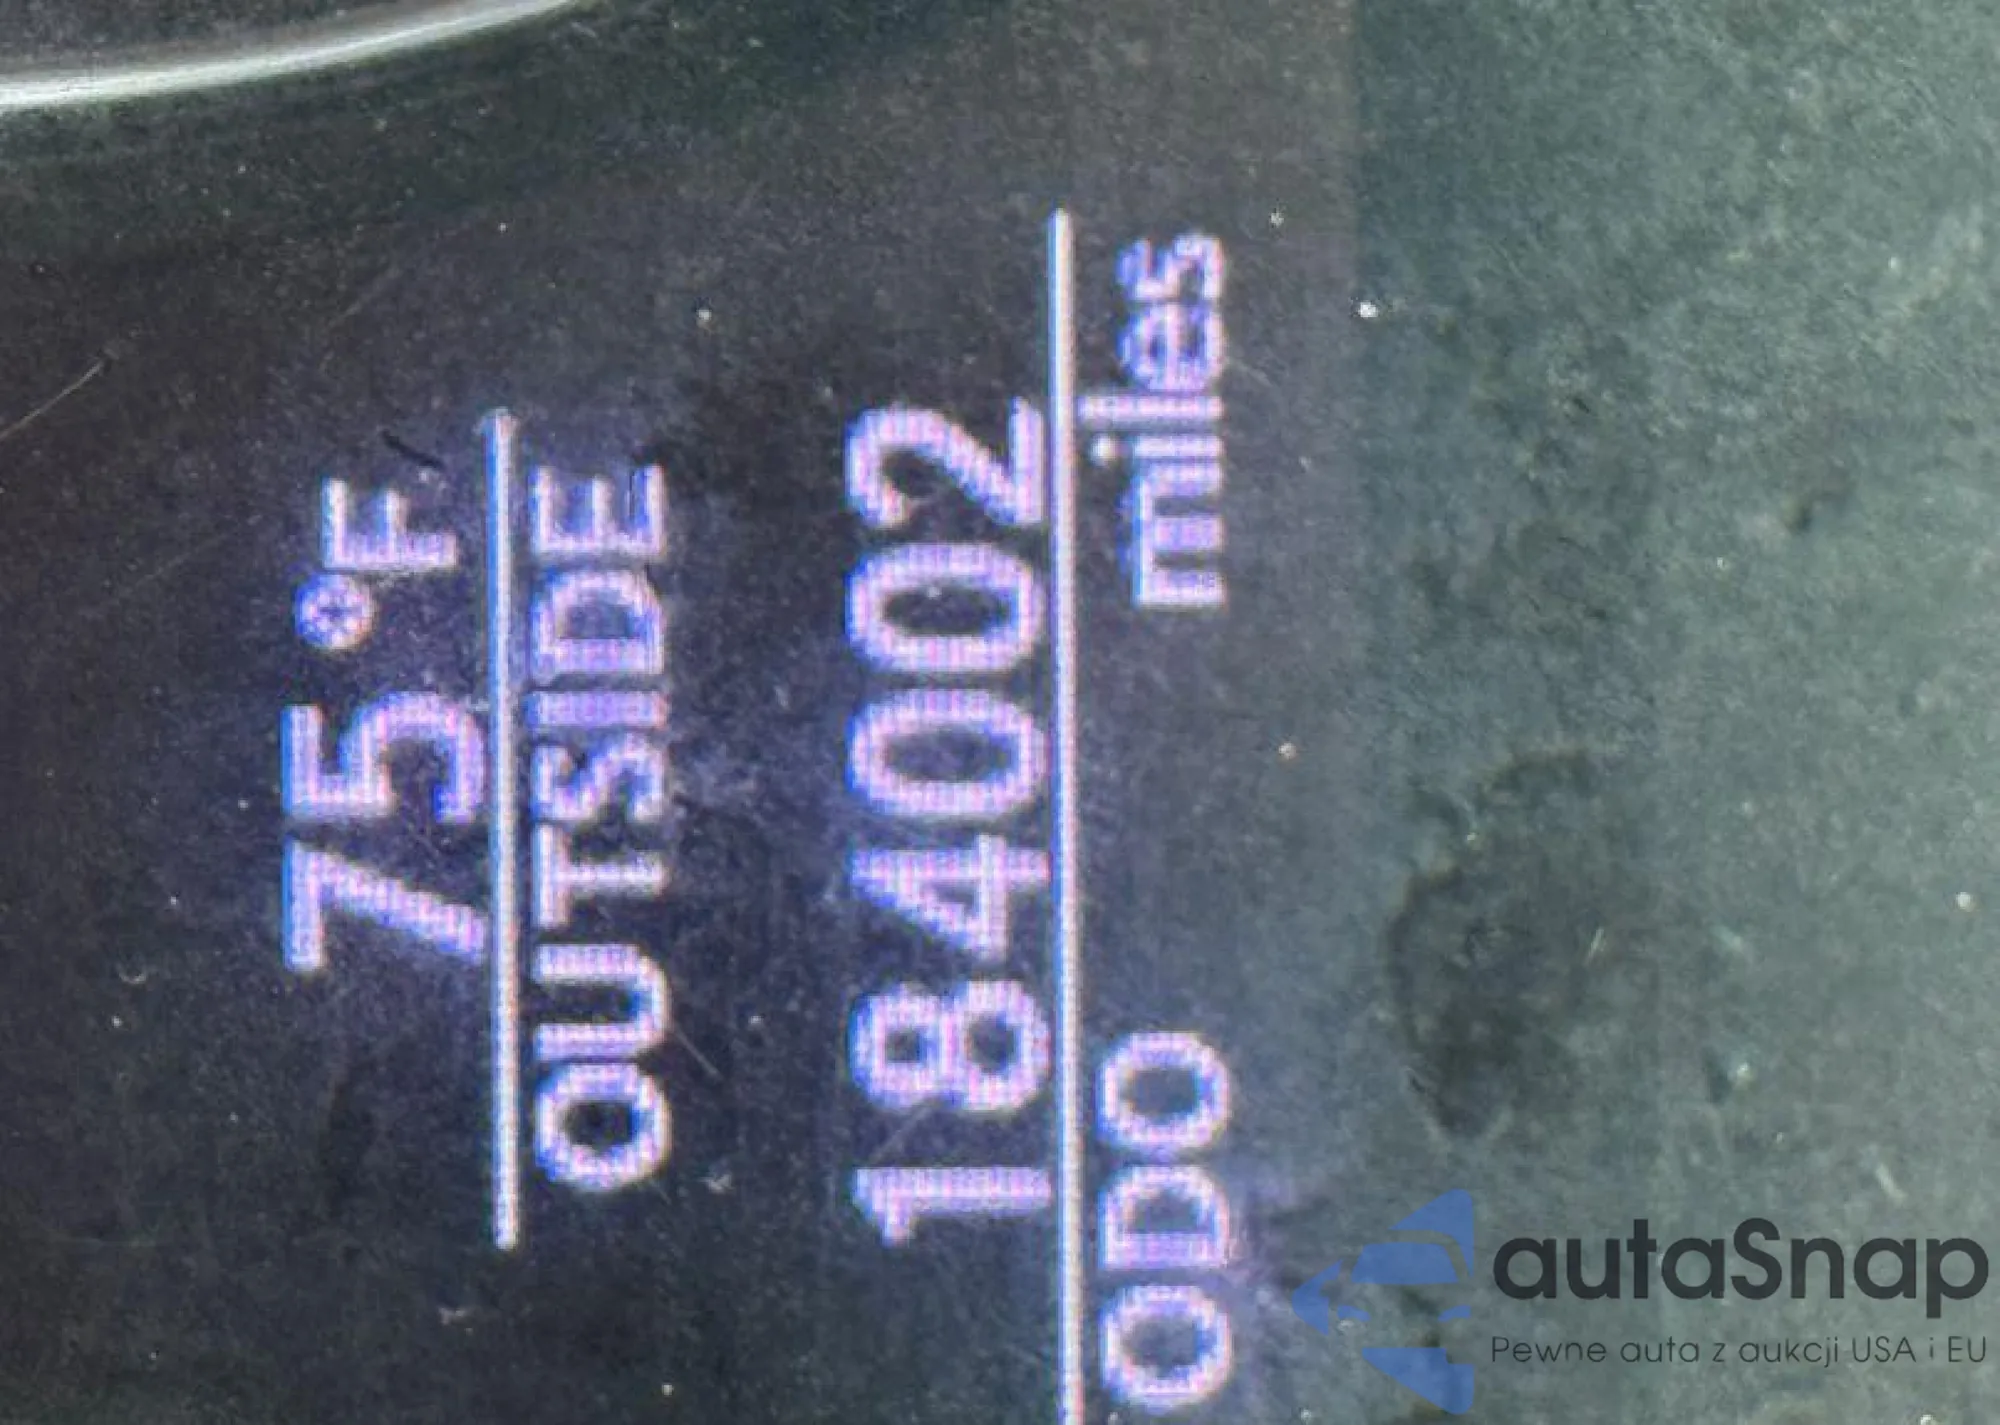 75 °F
OUTSIDE
184002
ODO miles
autaSnap
Pewne auta z aukcji USA i EU